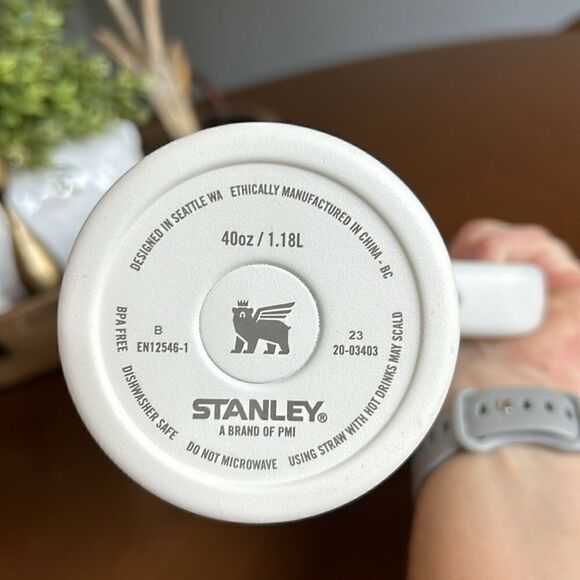 DESIGNED IN SEATTLE WA ETHICALLY MANUFACTURED IN CHINA - BC
40oz / 1.18L
B
EN12546-1
23
20-03403
STANLEY®
A BRAND OF PMI
BPA FREE DISHWASHER SAFE DO NOT MICROWAVE USING STRAW WITH HOT DRINKS MAY SCALD